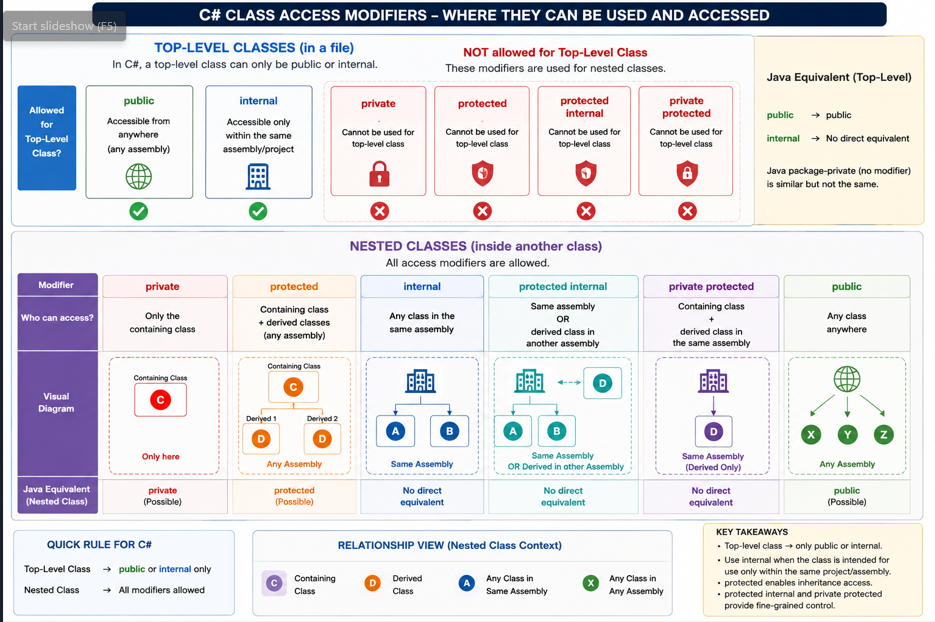 C# CLASS ACCESS MODIFIERS – WHERE THEY CAN BE USED AND ACCESSED
Start slideshow (F5)
TOP-LEVEL CLASSES (in a file)
In C#, a top-level class can only be public or internal.
NOT allowed for Top-Level Class
These modifiers are used for nested classes.
Allowed
for
Top-Level
Class?
public
Accessible from
anywhere
(any assembly)
internal
Accessible only
within the same
assembly/project
private
Cannot be used for
top-level class
protected
Cannot be used for
top-level class
protected
internal
Cannot be used for
top-level class
private
protected
Cannot be used for
top-level class
Java Equivalent (Top-Level)
public → public
internal → No direct equivalent
Java package-private (no modifier)
is similar but not the same.
NESTED CLASSES (inside another class)
All access modifiers are allowed.
Modifier
private
protected
internal
protected internal
private protected
public
Who can access?
Only the
containing class
Containing class
+ derived classes
(any assembly)
Any class in the
same assembly
Same assembly
OR
derived class in
another assembly
Containing class
+
derived class in
the same assembly
Any class
anywhere
Visual
Diagram
Containing Class
C
Only here
Containing Class
C
Derived 1
Derived 2
D
D
Any Assembly
A
B
Same Assembly
D
A
B
Same Assembly
OR Derived in other Assembly
D
Same Assembly
(Derived Only)
X
Y
Z
Any Assembly
Java Equivalent
(Nested Class)
private
(Possible)
protected
(Possible)
No direct
equivalent
No direct
equivalent
No direct
equivalent
public
(Possible)
QUICK RULE FOR C#
Top-Level Class → public or internal only
Nested Class → All modifiers allowed
RELATIONSHIP VIEW (Nested Class Context)
C
Containing
Class
D
Derived
Class
A
Any Class in
Same Assembly
X
Any Class in
Any Assembly
KEY TAKEAWAYS
• Top-level class → only public or internal.
• Use internal when the class is intended for
use only within the same project/assembly.
• protected enables inheritance access.
• protected internal and private protected
provide fine-grained control.